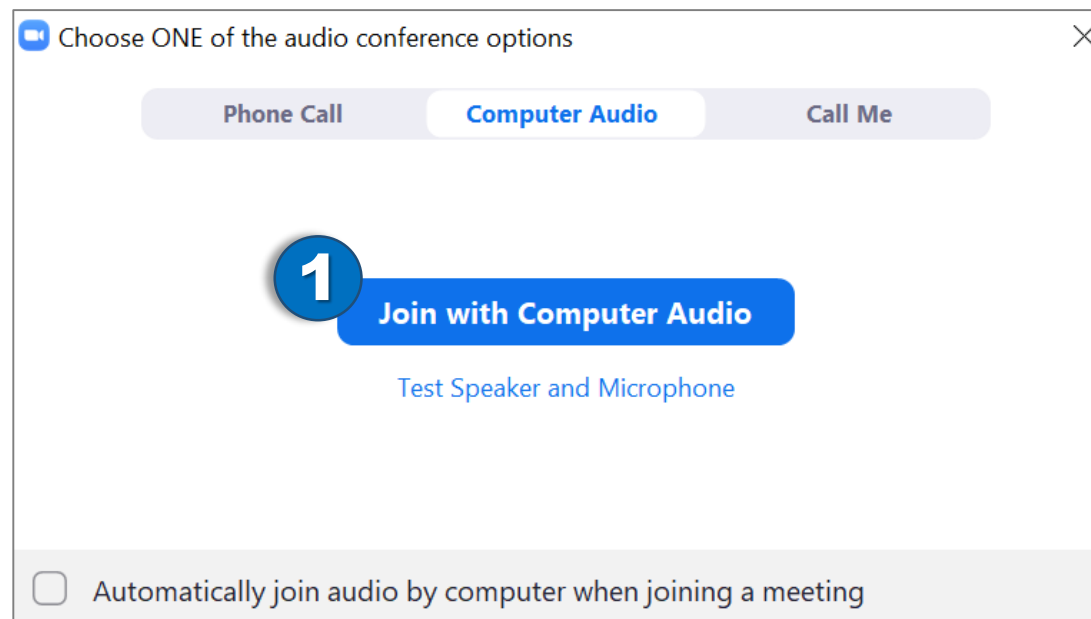 Choose ONE of the audio conference options
Phone Call Computer Audio Call Me
1
Join with Computer Audio
Test Speaker and Microphone
Automatically join audio by computer when joining a meeting